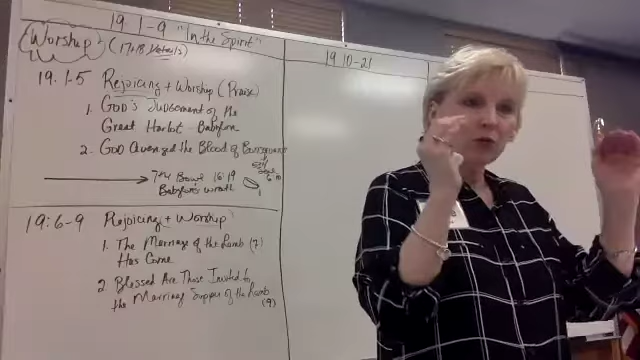 19:1-9 "In the Spirit"
Worship (17+18 Details)
19:10-21
19:1-5 Rejoicing + Worship (Praise)
1. God's Judgement of the
Great Harlot - Babylon
2. God Avenged the Blood of
7th Bowl 16:19
Babylon's wrath
19:6-9 Rejoicing + Worship
1. The Marriage of the Lamb (7)
Has Come
2. Blessed Are Those Invited to
the Marriage Supper of the Lamb
(9)